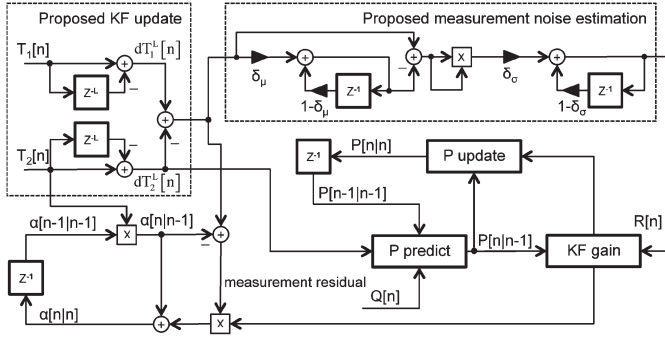 Proposed KF update
Proposed measurement noise estimation
T₁[n]
dT₁ᴸ[n]
+
Z⁻ᴸ
−
δμ
+
1-δμ
Z⁻¹
−
+
X
δσ
+
1-δσ
Z⁻¹
+
Z⁻ᴸ
−
−
T₂[n]
+
dT₂ᴸ[n]
Z⁻¹
P[n|n]
P update
P[n-1|n-1]
R[n]
α[n-1|n-1]
X
α[n|n-1]
+
−
P predict
P[n|n-1]
KF gain
Z⁻¹
measurement residual
Q[n]
α[n|n]
+
X